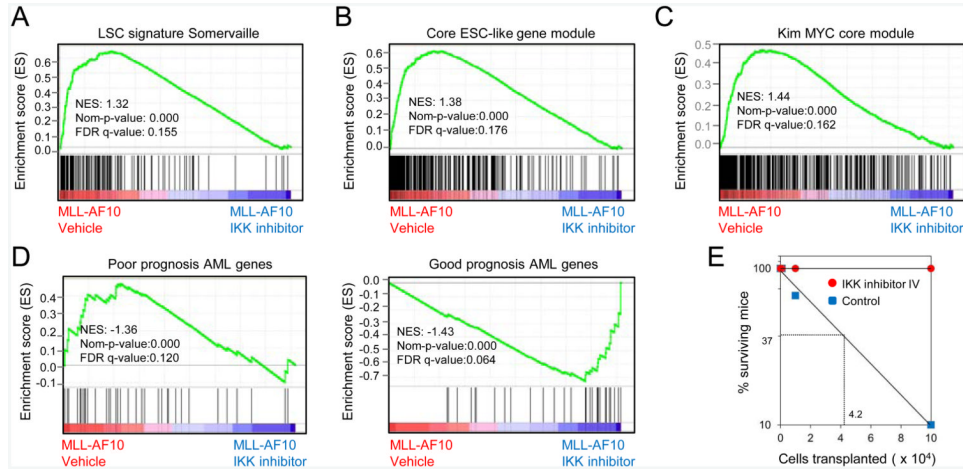 A
LSC signature Somervaille
Enrichment score (ES)
0.6
0.5
0.4
0.3
0.2
0.1
0.0
NES: 1.32
Nom-p-value: 0.000
FDR q-value: 0.155
MLL-AF10
Vehicle
MLL-AF10
IKK inhibitor
B
Core ESC-like gene module
Enrichment score (ES)
0.6
0.5
0.4
0.3
0.2
0.1
0.0
NES: 1.38
Nom-p-value:0.000
FDR q-value:0.176
MLL-AF10
Vehicle
MLL-AF10
IKK inhibitor
C
Kim MYC core module
Enrichment score (ES)
0.5
0.4
0.3
0.2
0.1
0.0
NES: 1.44
Nom-p-value:0.000
FDR q-value:0.162
MLL-AF10
Vehicle
MLL-AF10
IKK inhibitor
D
Poor prognosis AML genes
Enrichment score (ES)
0.4
0.3
0.2
0.1
0.0
-0.1
NES: -1.36
Nom-p-value:0.000
FDR q-value:0.120
MLL-AF10
Vehicle
MLL-AF10
IKK inhibitor
Good prognosis AML genes
Enrichment score (ES)
0.0
-0.0
-0.2
-0.3
-0.4
-0.5
-0.6
-0.7
NES: -1.43
Nom-p-value:0.000
FDR q-value:0.064
MLL-AF10
Vehicle
MLL-AF10
IKK inhibitor
E
% surviving mice
100
37
10
IKK inhibitor IV
Control
4.2
0 2 4 6 8 10
Cells transplanted ( x 10⁴)